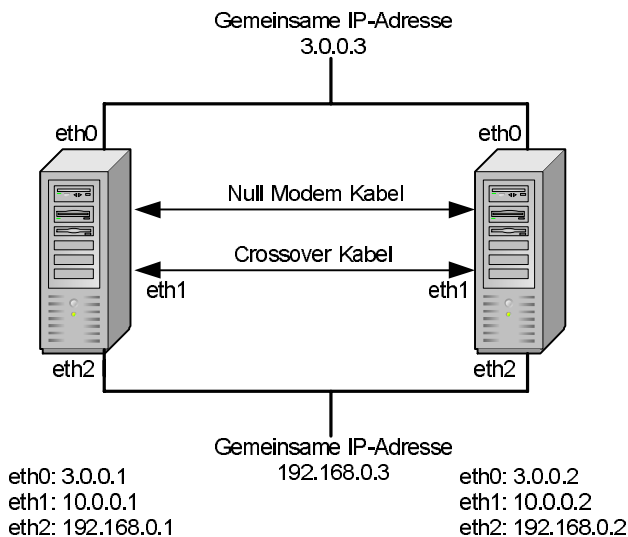 Gemeinsame IP-Adresse
3.0.0.3
eth0
eth0
Null Modem Kabel
Crossover Kabel
eth1
eth1
eth2
eth2
Gemeinsame IP-Adresse
192.168.0.3
eth0: 3.0.0.1
eth1: 10.0.0.1
eth2: 192.168.0.1
eth0: 3.0.0.2
eth1: 10.0.0.2
eth2: 192.168.0.2